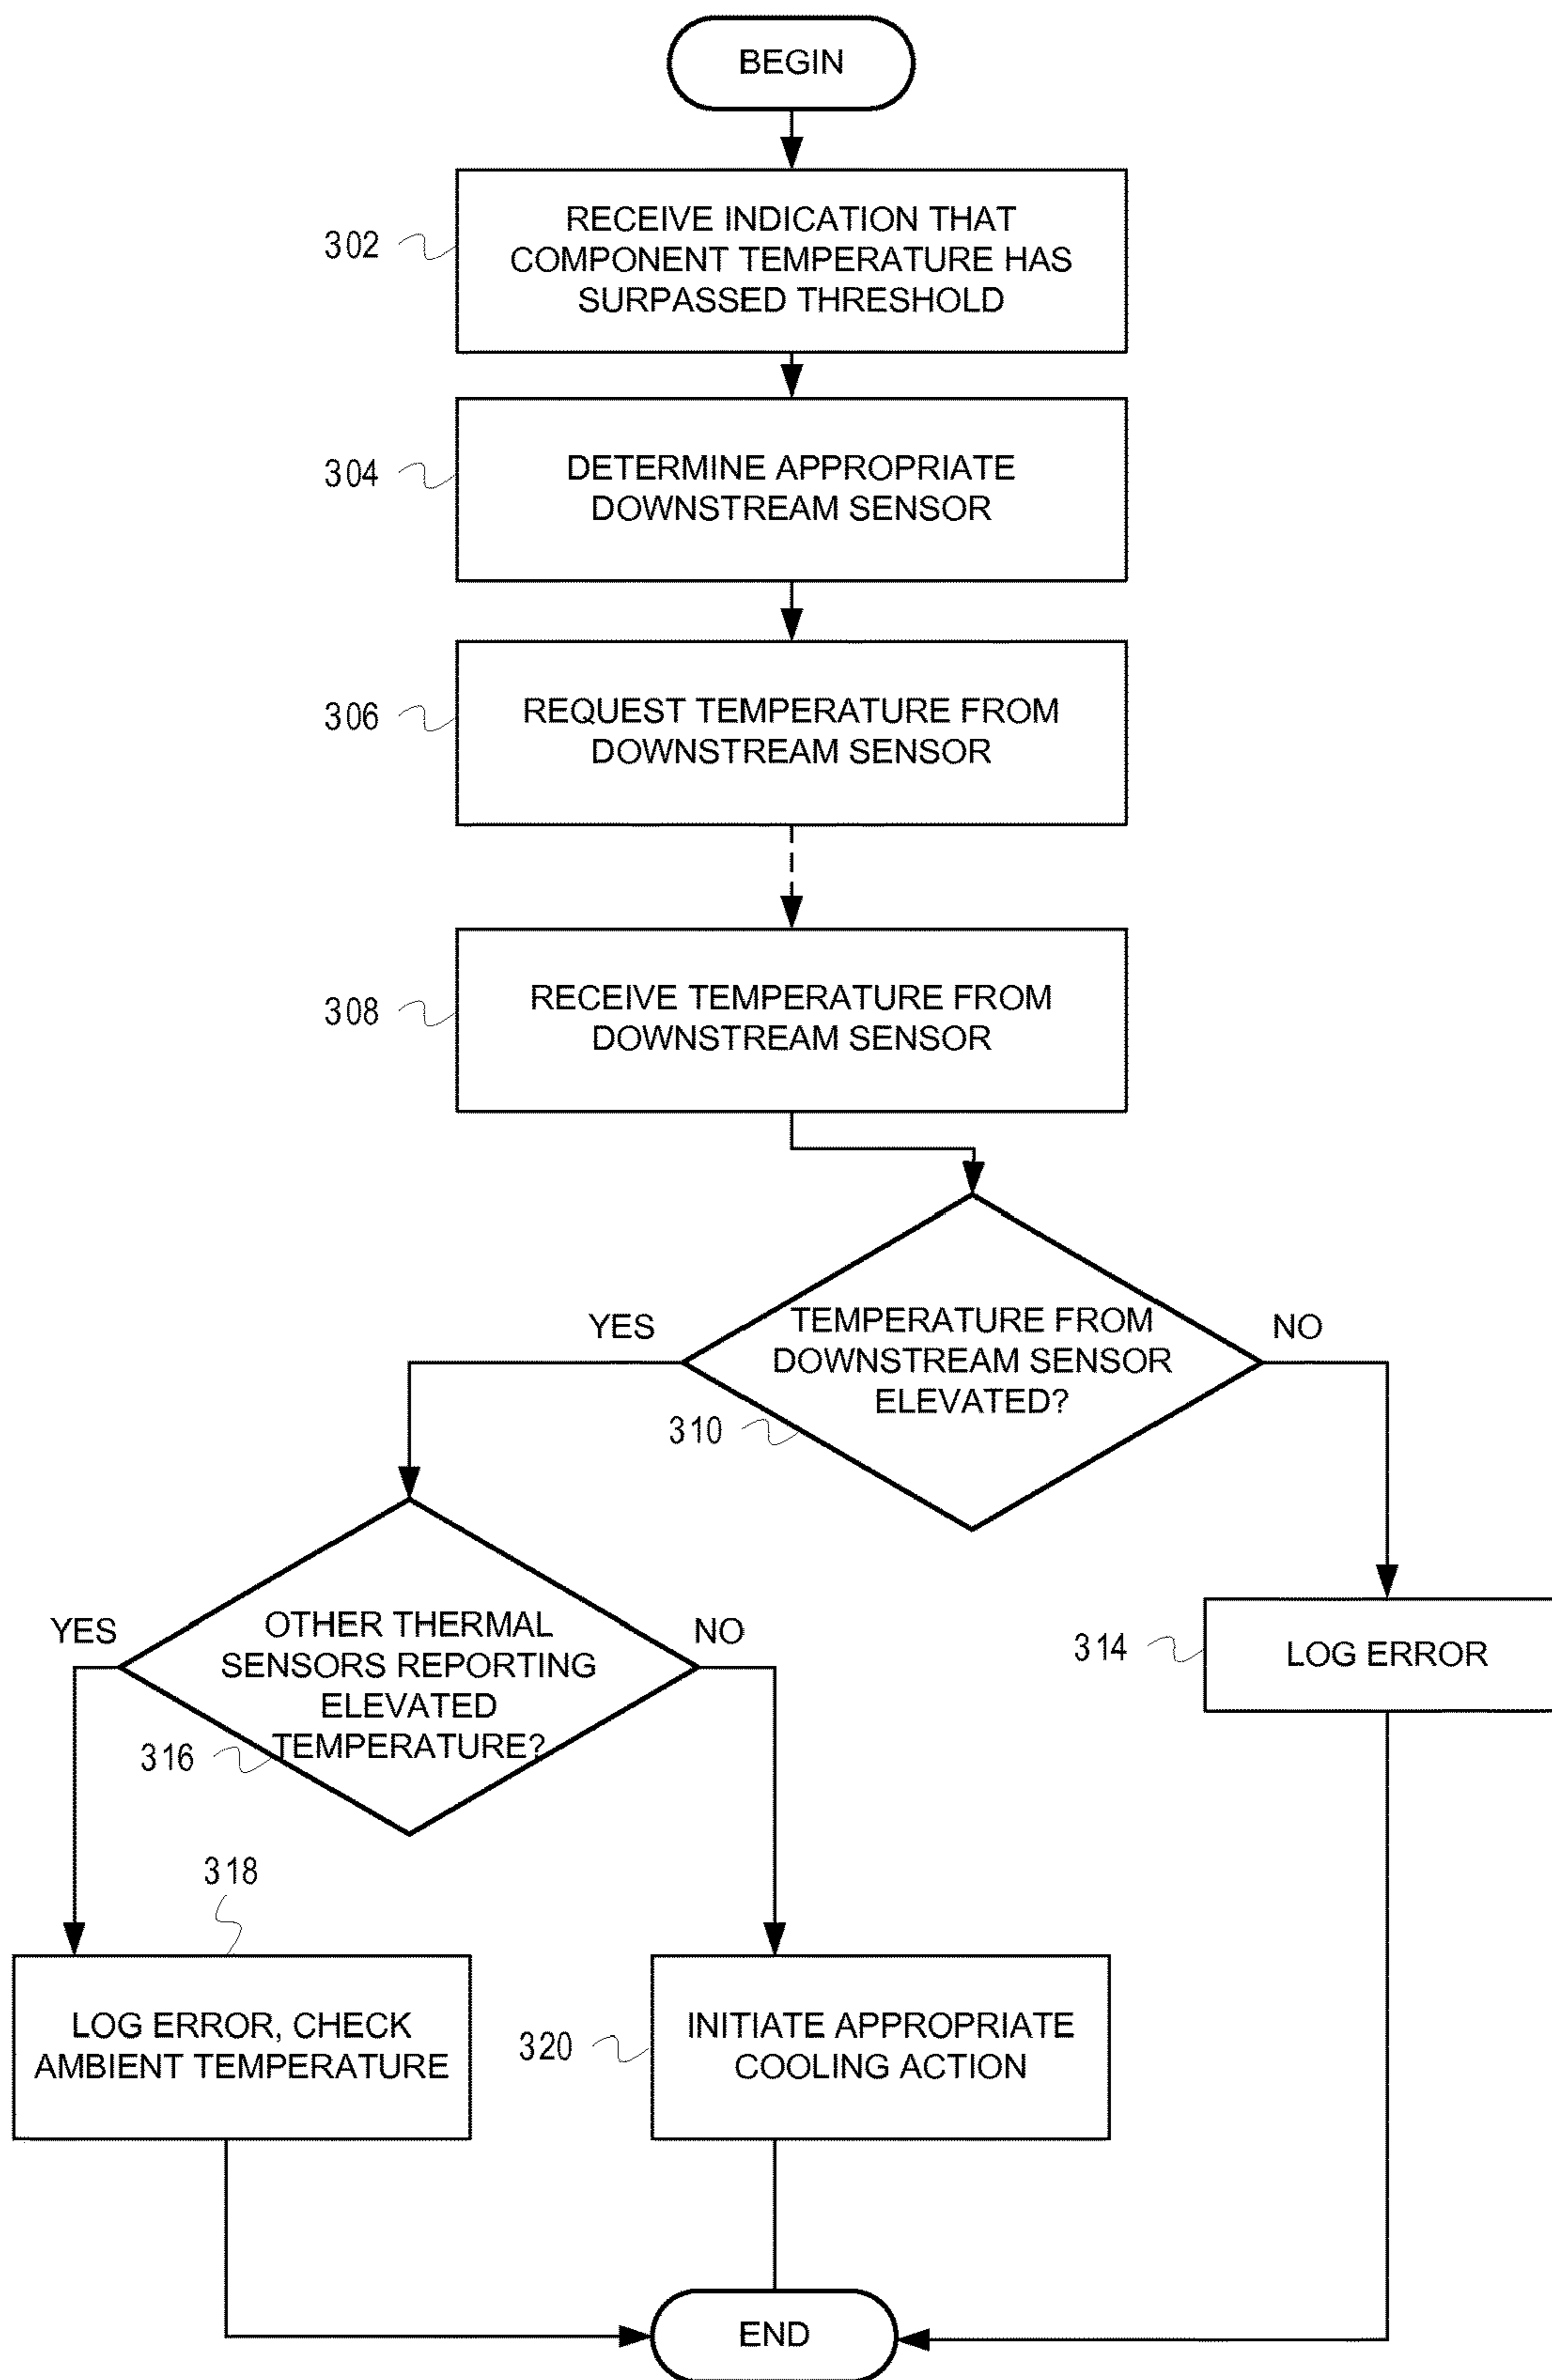 BEGIN
302
RECEIVE INDICATION THAT
COMPONENT TEMPERATURE HAS
SURPASSED THRESHOLD
304
DETERMINE APPROPRIATE
DOWNSTREAM SENSOR
306
REQUEST TEMPERATURE FROM
DOWNSTREAM SENSOR
308
RECEIVE TEMPERATURE FROM
DOWNSTREAM SENSOR
YES
TEMPERATURE FROM
DOWNSTREAM SENSOR
ELEVATED?
NO
310
YES
OTHER THERMAL
SENSORS REPORTING
ELEVATED
TEMPERATURE?
NO
316
314
LOG ERROR
318
LOG ERROR, CHECK
AMBIENT TEMPERATURE
320
INITIATE APPROPRIATE
COOLING ACTION
END